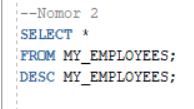 --Nomor 2
SELECT *
FROM MY_EMPLOYEES;
DESC MY_EMPLOYEES;